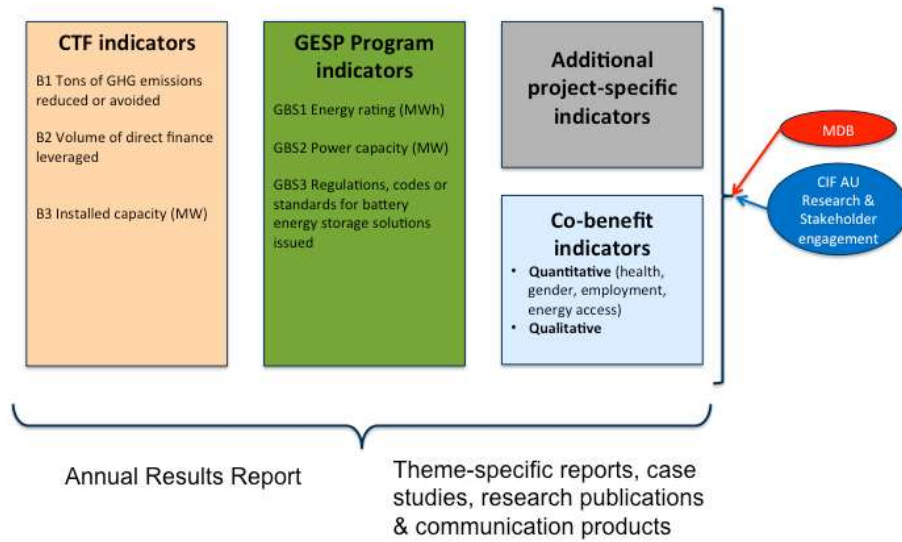 CTF indicators
B1 Tons of GHG emissions
reduced or avoided
B2 Volume of direct finance
leveraged
B3 Installed capacity (MW)
GESP Program
indicators
GBS1 Energy rating (MWh)
GBS2 Power capacity (MW)
GBS3 Regulations, codes or
standards for battery
energy storage solutions
issued
Additional
project-specific
indicators
Co-benefit
indicators
• Quantitative (health,
gender, employment,
energy access)
• Qualitative
MDB
CIF AU
Research &
Stakeholder
engagement
Annual Results Report
Theme-specific reports, case
studies, research publications
& communication products